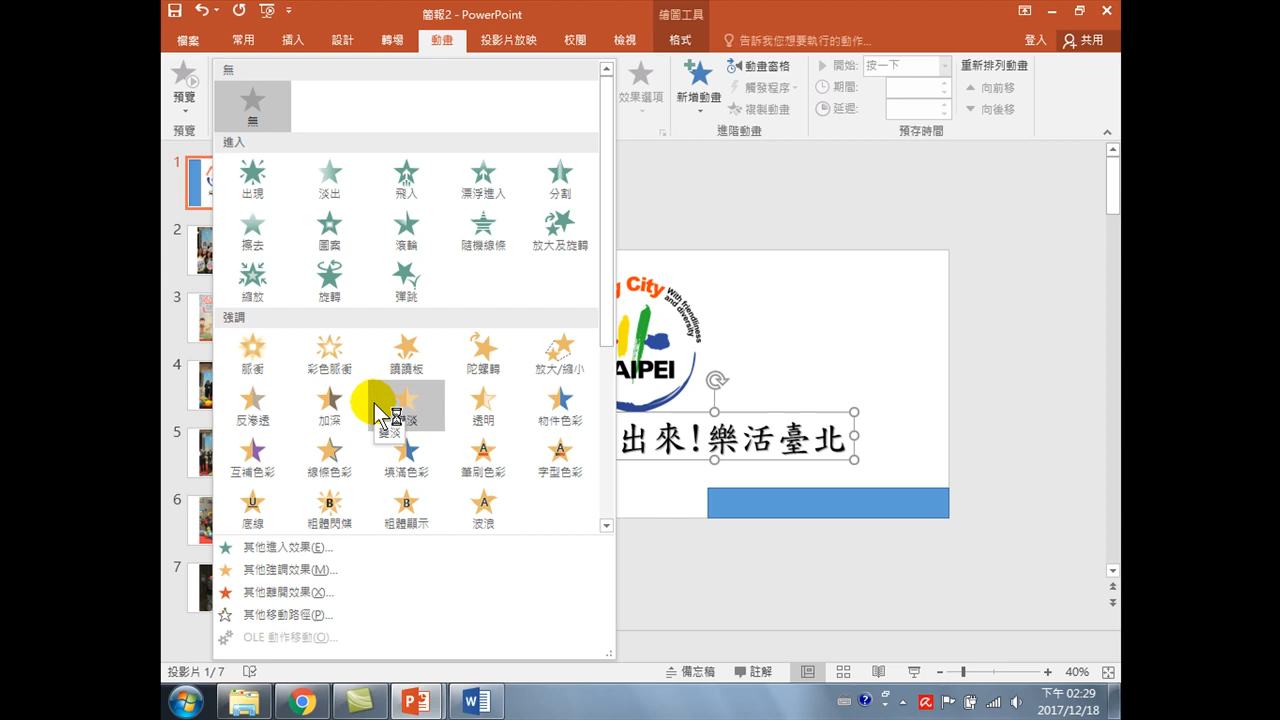 簡報2 - PowerPoint
繪圖工具
檔案 常用 插入 設計 轉場 動畫 投影片放映 校閱 檢視 格式 告訴我您想要執行的動作... 登入 共用
預覽
預覽
無
無
進入
出現 淡出 飛入 漂浮進入 分割
擦去 圖案 滾輪 隨機線條 放大及旋轉
縮放 旋轉 彈跳
強調
脈衝 彩色脈衝 蹺蹺板 陀螺轉 放大/縮小
反滲透 加深 透明 物件色彩
變淡
互補色彩 線條色彩 填滿色彩 筆刷色彩 字型色彩
底線 粗體閃爍 粗體顯示 波浪
其他進入效果(E)...
其他強調效果(M)...
其他離開效果(X)...
其他移動路徑(P)...
OLE 動作移動(O)...
效果選項
新增動畫
動畫窗格
觸發程序
複製動畫
進階動畫
開始: 按一下
期間:
延遲:
重新排列動畫
向前移
向後移
預存時間
1
2
3
4
5
6
7
g City
With friendliness
and diversity
AIPEI
出來!樂活臺北
投影片 1/7
備忘稿 註解
40%
下午 02:29
2017/12/18